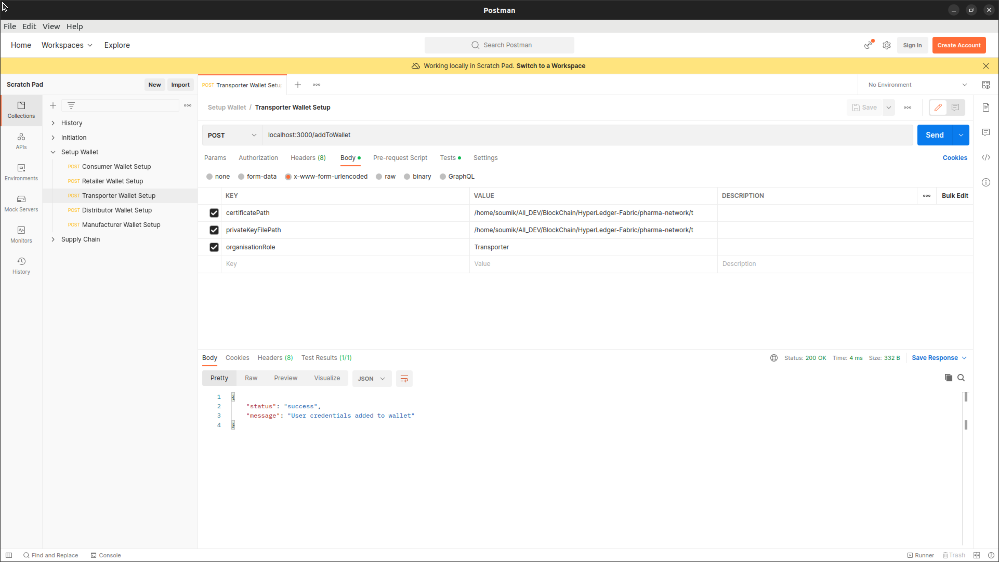 Postman
File Edit View Help
Home Workspaces Explore Search Postman Sign In Create Account
Working locally in Scratch Pad. Switch to a Workspace
Scratch Pad New Import POST Transporter Wallet Setu No Environment
Setup Wallet / Transporter Wallet Setup Save
Collections
APIs
Environments
Mock Servers
Monitors
History
History
Initiation
Setup Wallet
POST Consumer Wallet Setup
POST Retailer Wallet Setup
POST Transporter Wallet Setup
POST Distributor Wallet Setup
POST Manufacturer Wallet Setup
Supply Chain
POST localhost:3000/addToWallet Send
Params Authorization Headers (8) Body Pre-request Script Tests Settings Cookies
none form-data x-www-form-urlencoded raw binary GraphQL
KEY VALUE DESCRIPTION Bulk Edit
certificatePath /home/soumik/All_DEV/BlockChain/HyperLedger-Fabric/pharma-network/t
privateKeyFilePath /home/soumik/All_DEV/BlockChain/HyperLedger-Fabric/pharma-network/t
organisationRole Transporter
Key Value Description
Body Cookies Headers (8) Test Results (1/1) Status: 200 OK Time: 4 ms Size: 332 B Save Response
Pretty Raw Preview Visualize JSON
1 {
2 "status": "success",
3 "message": "User credentials added to wallet"
4 }
Find and Replace Console Runner Trash